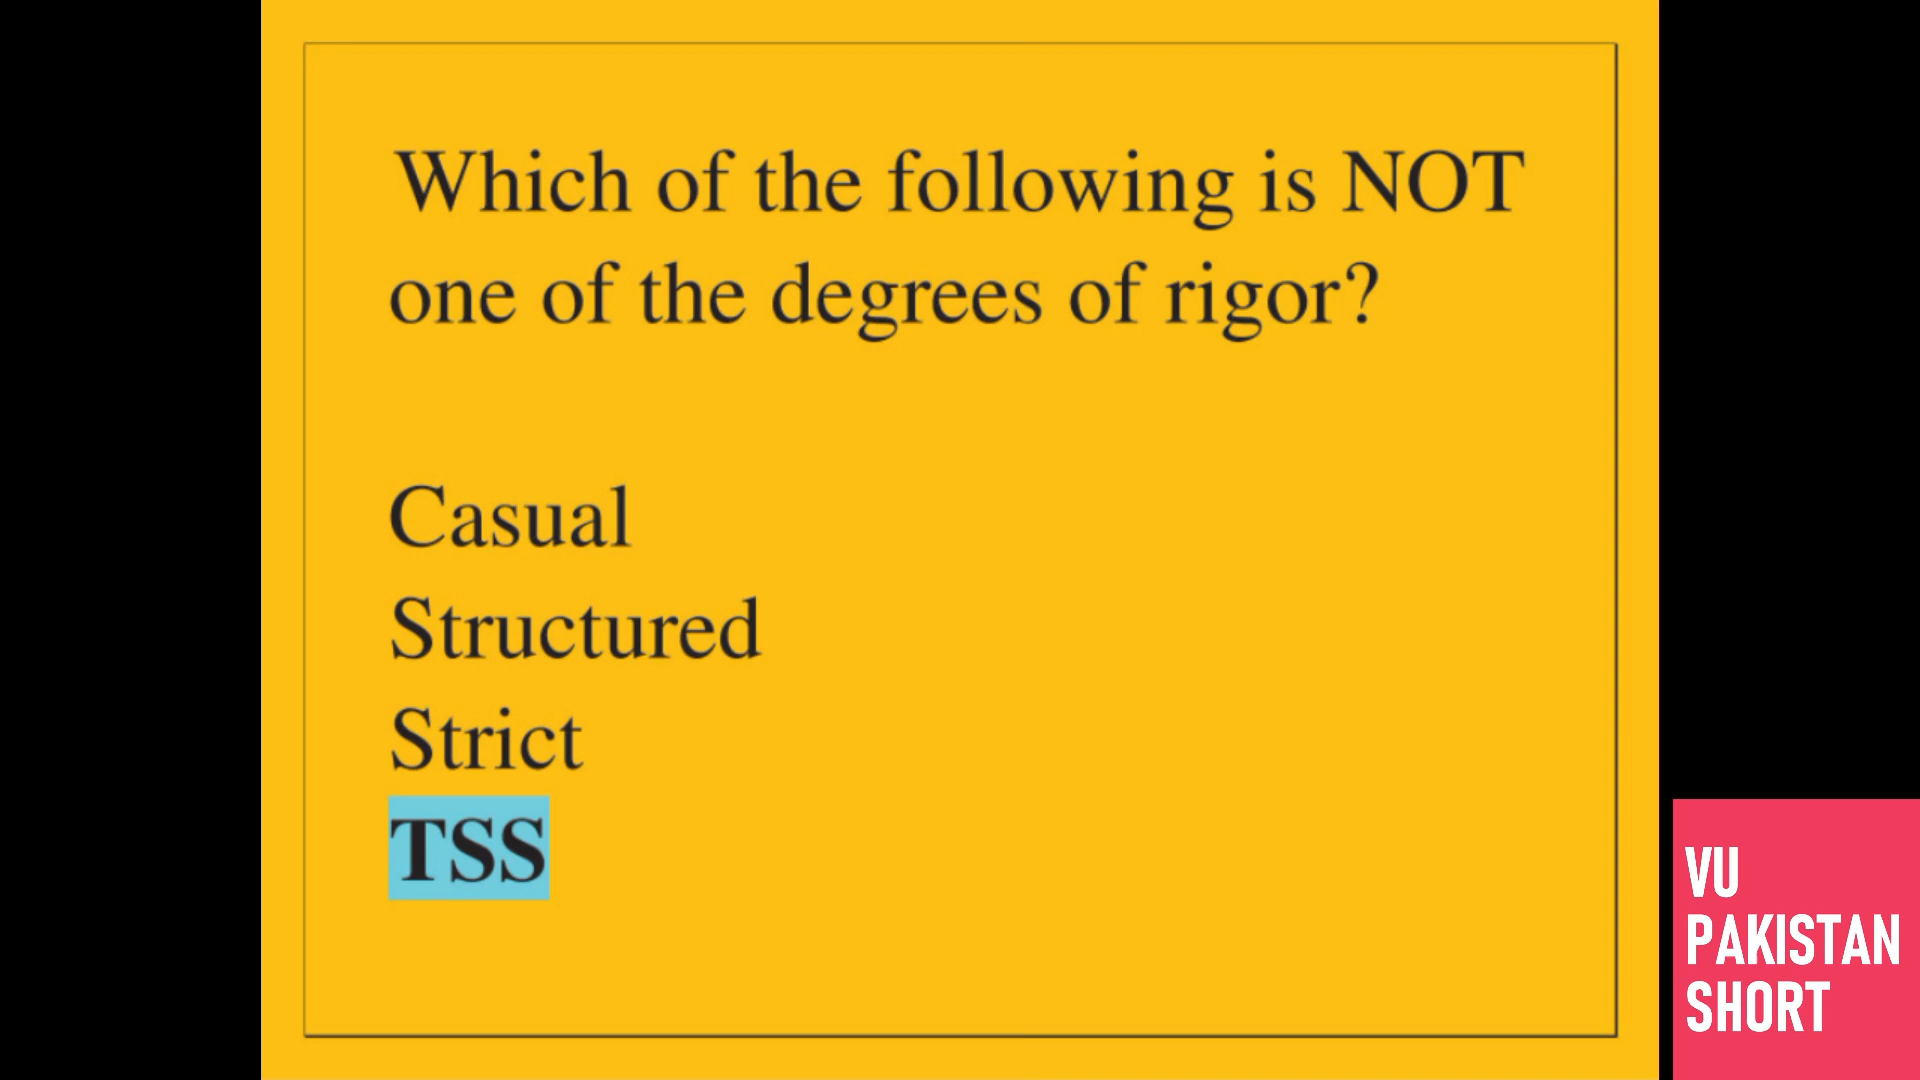 Which of the following is NOT
one of the degrees of rigor?
Casual
Structured
Strict
TSS
VU
PAKISTAN
SHORT